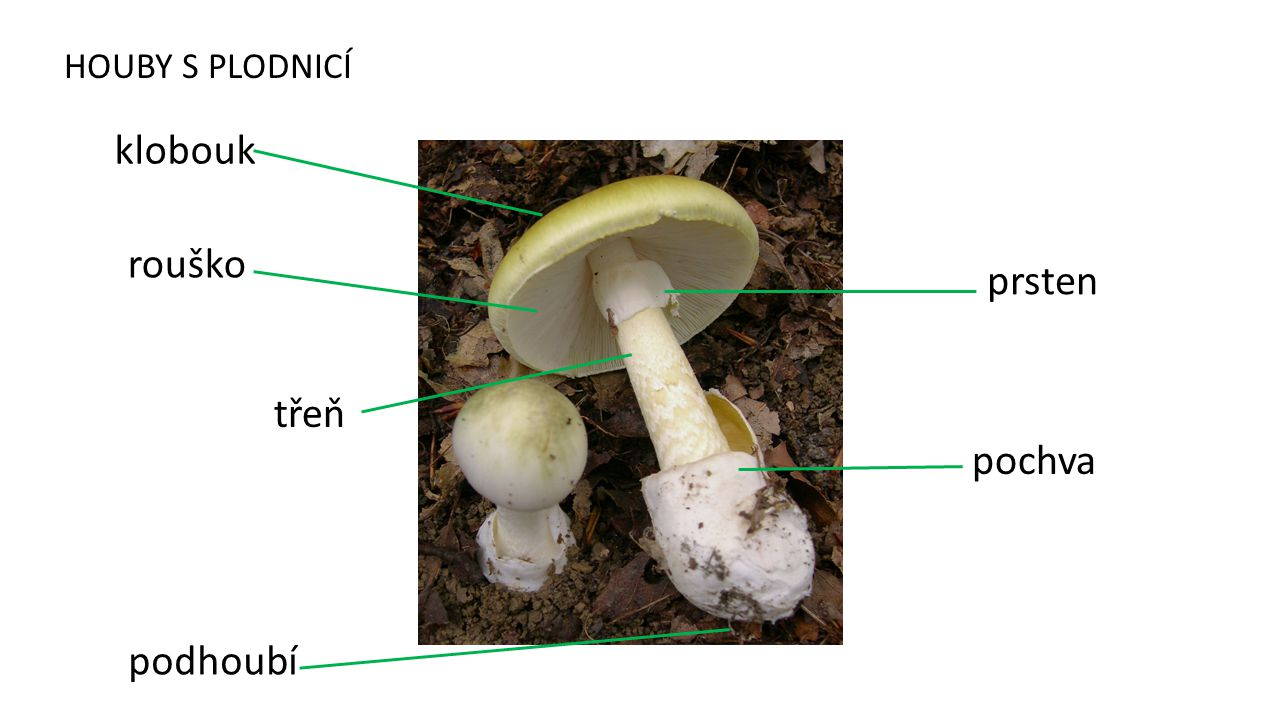 HOUBY S PLODNICÍ
klobouk
rouško
prsten
třeň
pochva
podhoubí